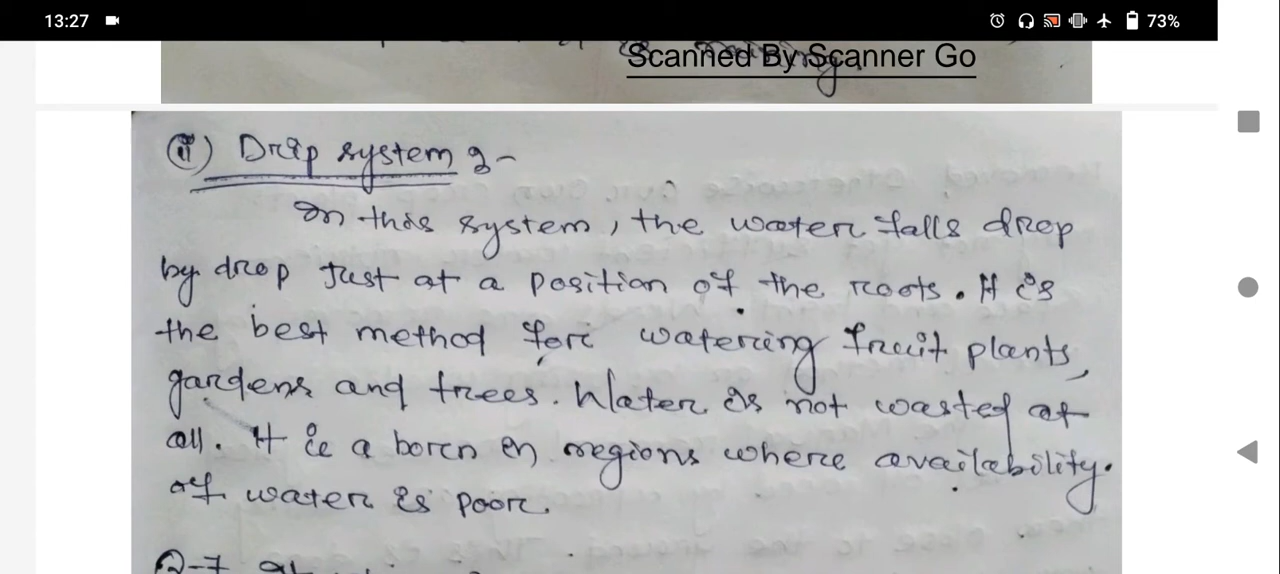 13:27
73%
Scanned By Scanner Go
(ii) Drip system :-
In this system, the water falls drop
by drop just at a position of the roots. It is
the best method for watering fruit plants,
gardens and trees. Water is not wasted at
all. It is a boren in regions where availability.
of water is poor.
Q-7